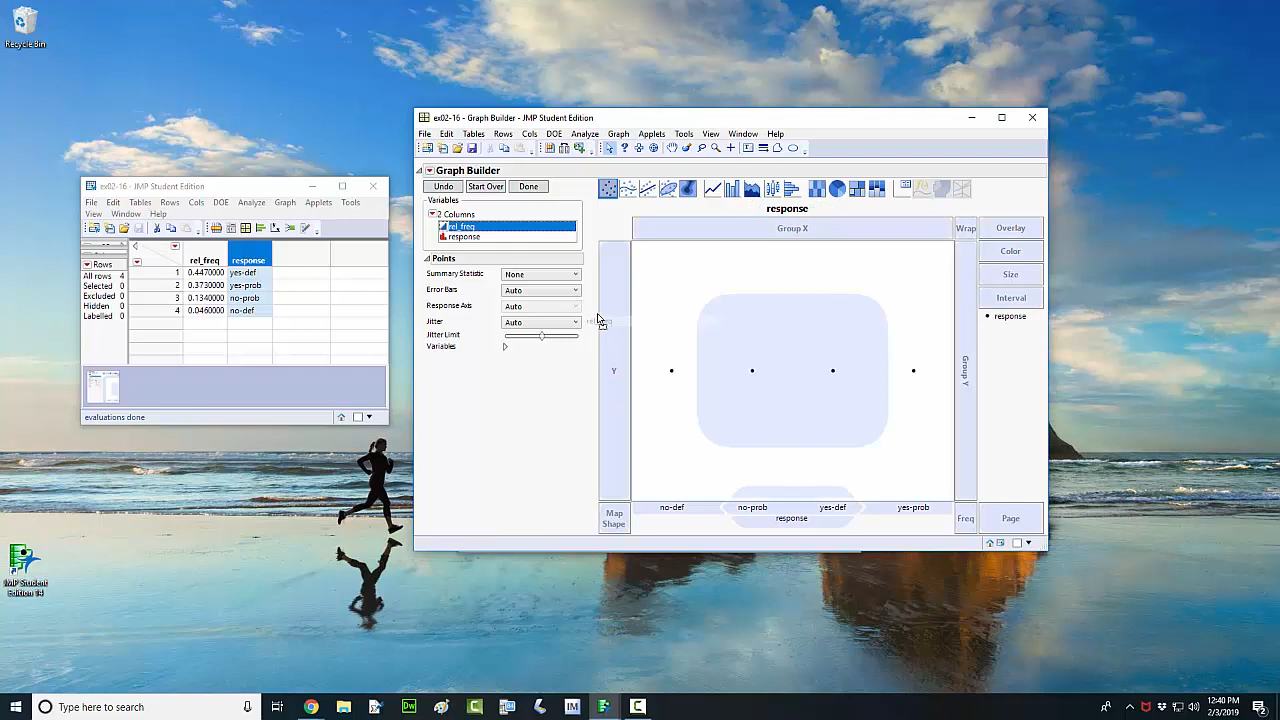 Recycle Bin
JMP Student
Edition 14
ex02-16 - JMP Student Edition
File Edit Tables Rows Cols DOE Analyze Graph Applets Tools
View Window Help
rel_freq response
Rows
All rows 4
Selected 0
Excluded 0
Hidden 0
Labelled 0
1 0.4470000 yes-def
2 0.3730000 yes-prob
3 0.1340000 no-prob
4 0.0460000 no-def
evaluations done
ex02-16 - Graph Builder - JMP Student Edition
File Edit Tables Rows Cols DOE Analyze Graph Applets Tools View Window Help
Graph Builder
Undo Start Over Done
Variables
2 Columns
rel_freq
response
Points
Summary Statistic None
Error Bars Auto
Response Axis Auto
Jitter Auto
Jitter Limit
Variables
response
Group X
Wrap
Overlay
Color
Size
Interval
response
Y
Group Y
Map
Shape
no-def no-prob yes-def yes-prob
response
Freq
Page
Type here to search
Dw
IM
12:40 PM
2/3/2019
2